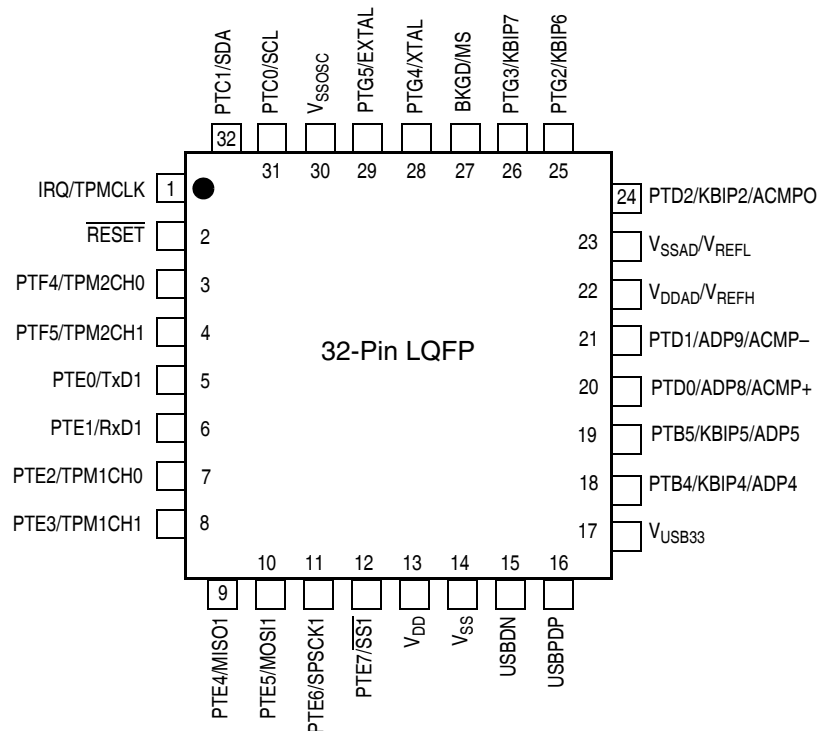 PTC1/SDA
PTC0/SCL
VSSOSC
PTG5/EXTAL
PTG4/XTAL
BKGD/MS
PTG3/KBIP7
PTG2/KBIP6
32
31
30
29
28
27
26
25
IRQ/TPMCLK
1
RESET
2
PTF4/TPM2CH0
3
PTF5/TPM2CH1
4
PTE0/TxD1
5
PTE1/RxD1
6
PTE2/TPM1CH0
7
PTE3/TPM1CH1
8
32-Pin LQFP
24
PTD2/KBIP2/ACMPO
23
VSSAD/VREFL
22
VDDAD/VREFH
21
PTD1/ADP9/ACMP–
20
PTD0/ADP8/ACMP+
19
PTB5/KBIP5/ADP5
18
PTB4/KBIP4/ADP4
17
VUSB33
9
10
11
12
13
14
15
16
PTE4/MISO1
PTE5/MOSI1
PTE6/SPSCK1
PTE7/SS1
VDD
VSS
USBDN
USBPDP